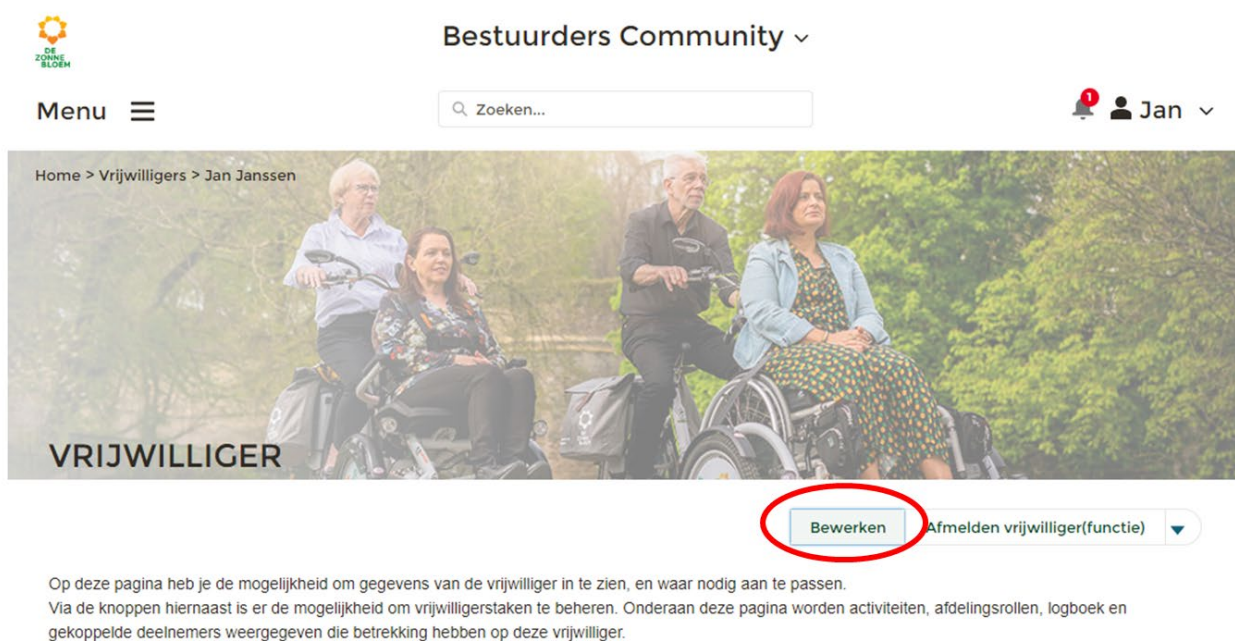 DE
ZONNE
BLOEM
Bestuurders Community
Menu
Zoeken...
1
Jan
Home > Vrijwilligers > Jan Janssen
VRIJWILLIGER
Bewerken
Afmelden vrijwilliger(functie)
Op deze pagina heb je de mogelijkheid om gegevens van de vrijwilliger in te zien, en waar nodig aan te passen.
Via de knoppen hiernaast is er de mogelijkheid om vrijwilligerstaken te beheren. Onderaan deze pagina worden activiteiten, afdelingsrollen, logboek en
gekoppelde deelnemers weergegeven die betrekking hebben op deze vrijwilliger.